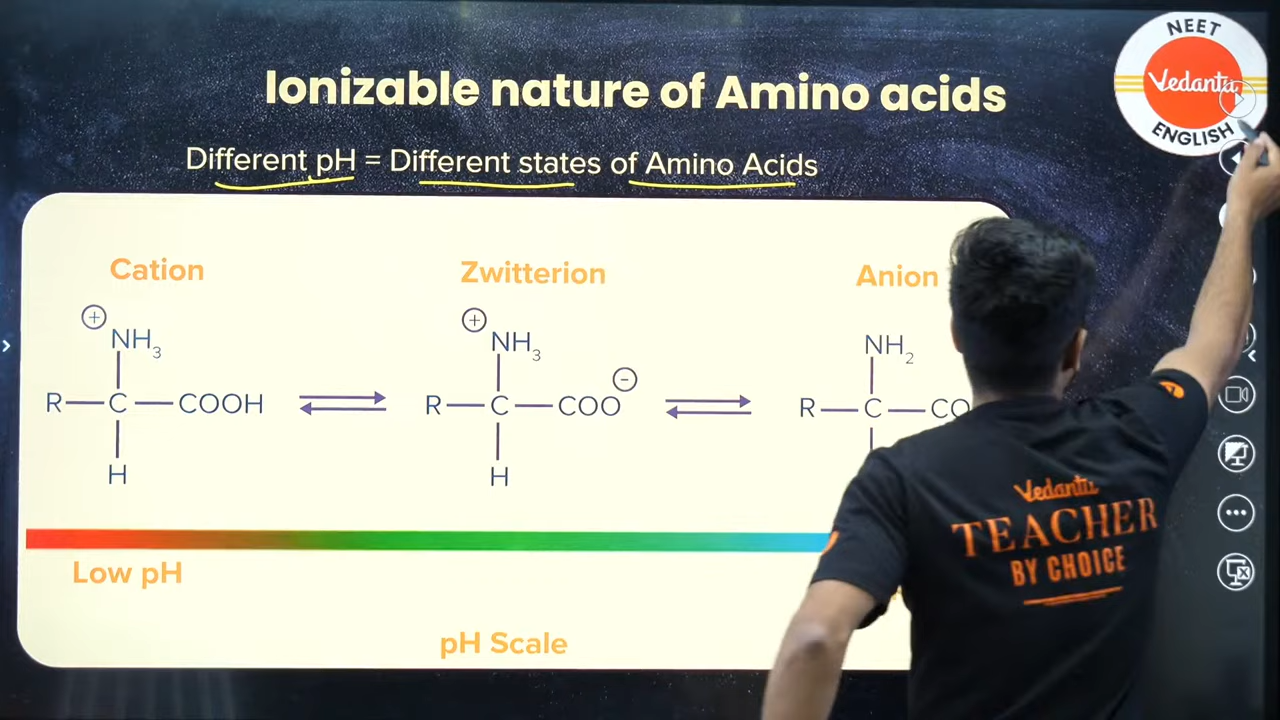 NEET
Vedantu
ENGLISH
Ionizable nature of Amino acids
Different pH = Different states of Amino Acids
Cation
Zwitterion
Anion
+
NH3
R—C—COOH
H
+
NH3
−
R—C—COO
H
NH2
R—C—CO
Low pH
pH Scale
Vedantu
TEACHER
BY CHOICE